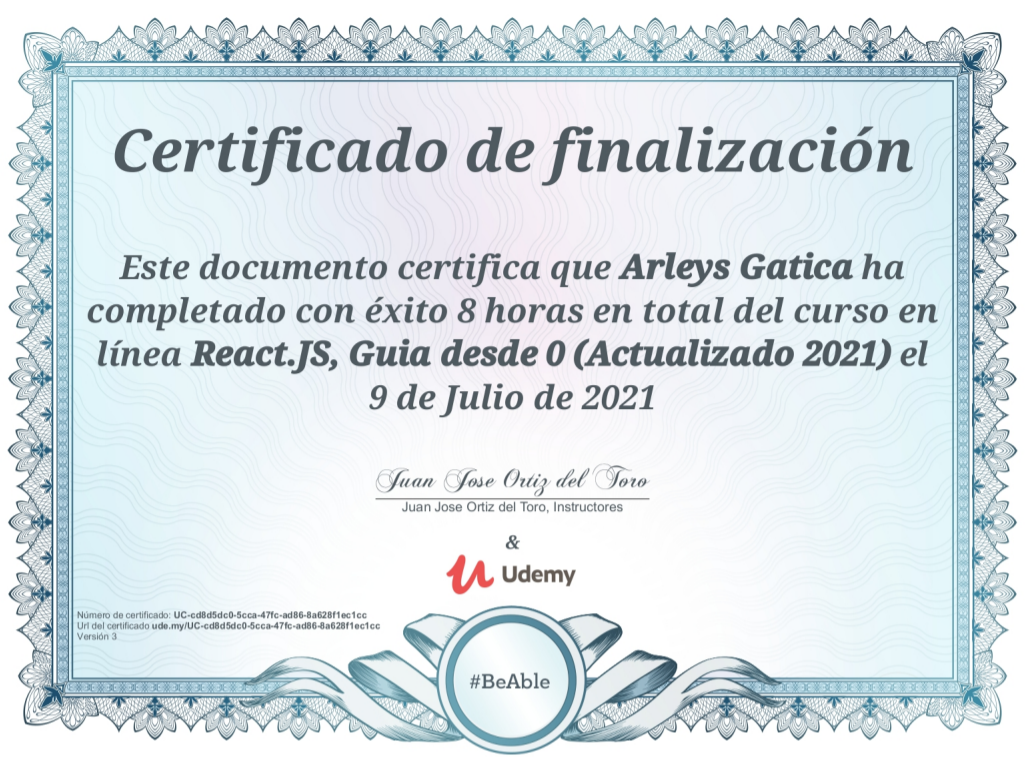 Certificado de finalización
Este documento certifica que Arleys Gatica ha
completado con éxito 8 horas en total del curso en
línea React.JS, Guia desde 0 (Actualizado 2021) el
9 de Julio de 2021
Juan Jose Ortiz del Toro
Juan Jose Ortiz del Toro, Instructores
&
Udemy
Número de certificado: UC-cd8d5dc0-5cca-47fc-ad86-8a628f1ec1cc
Url del certificado ude.my/UC-cd8d5dc0-5cca-47fc-ad86-8a628f1ec1cc
Versión 3
#BeAble